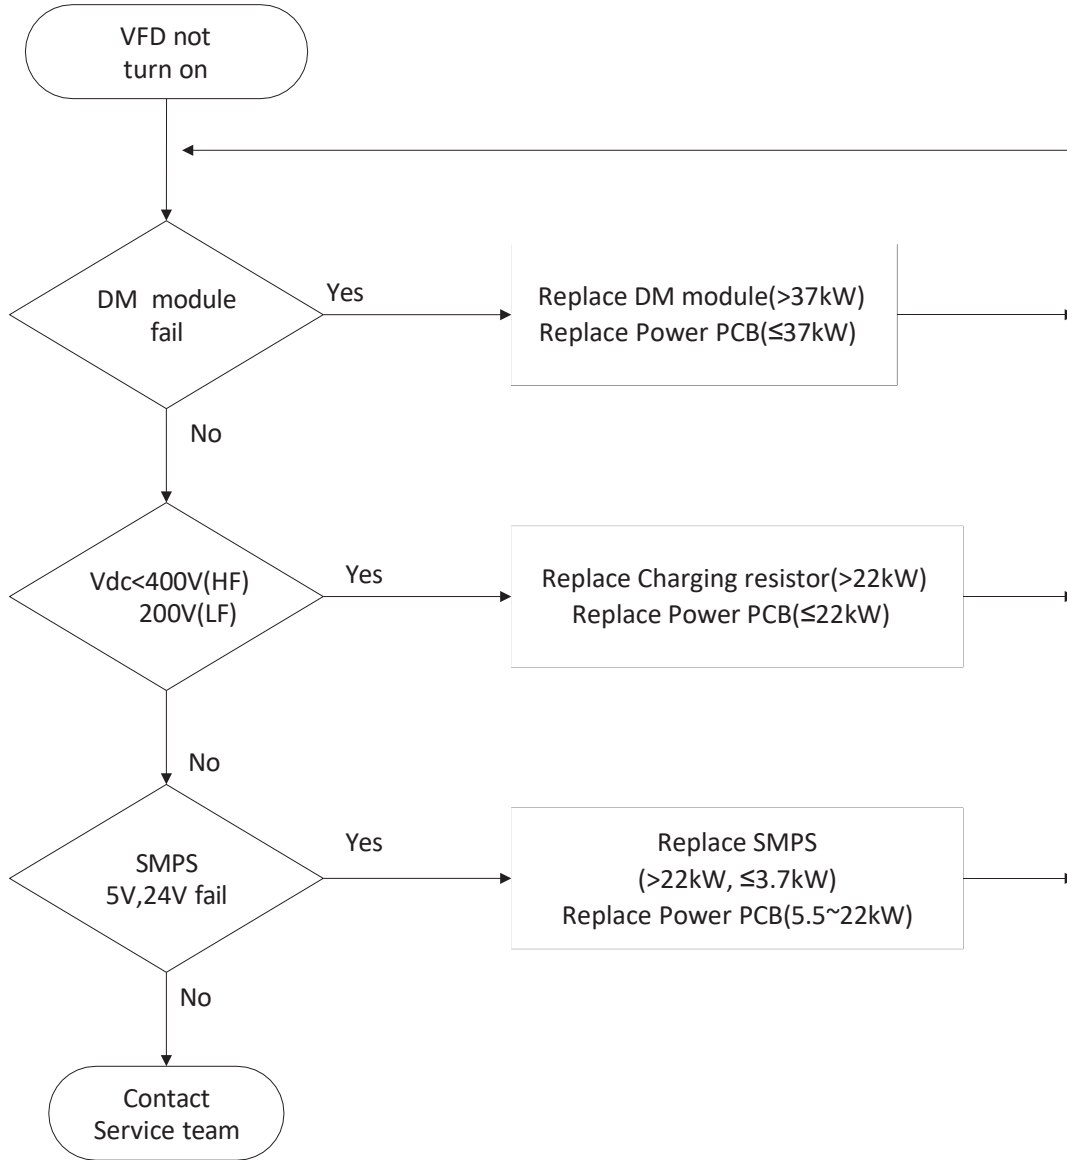 VFD not
turn on
DM module
fail
Yes
Replace DM module(>37kW)
Replace Power PCB(≤37kW)
No
Vdc<400V(HF)
200V(LF)
Yes
Replace Charging resistor(>22kW)
Replace Power PCB(≤22kW)
No
SMPS
5V,24V fail
Yes
Replace SMPS
(>22kW, ≤3.7kW)
Replace Power PCB(5.5~22kW)
No
Contact
Service team